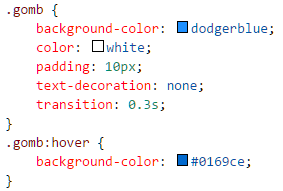 .gomb {
background-color: dodgerblue;
color: white;
padding: 10px;
text-decoration: none;
transition: 0.3s;
}
.gomb:hover {
background-color: #0169ce;
}